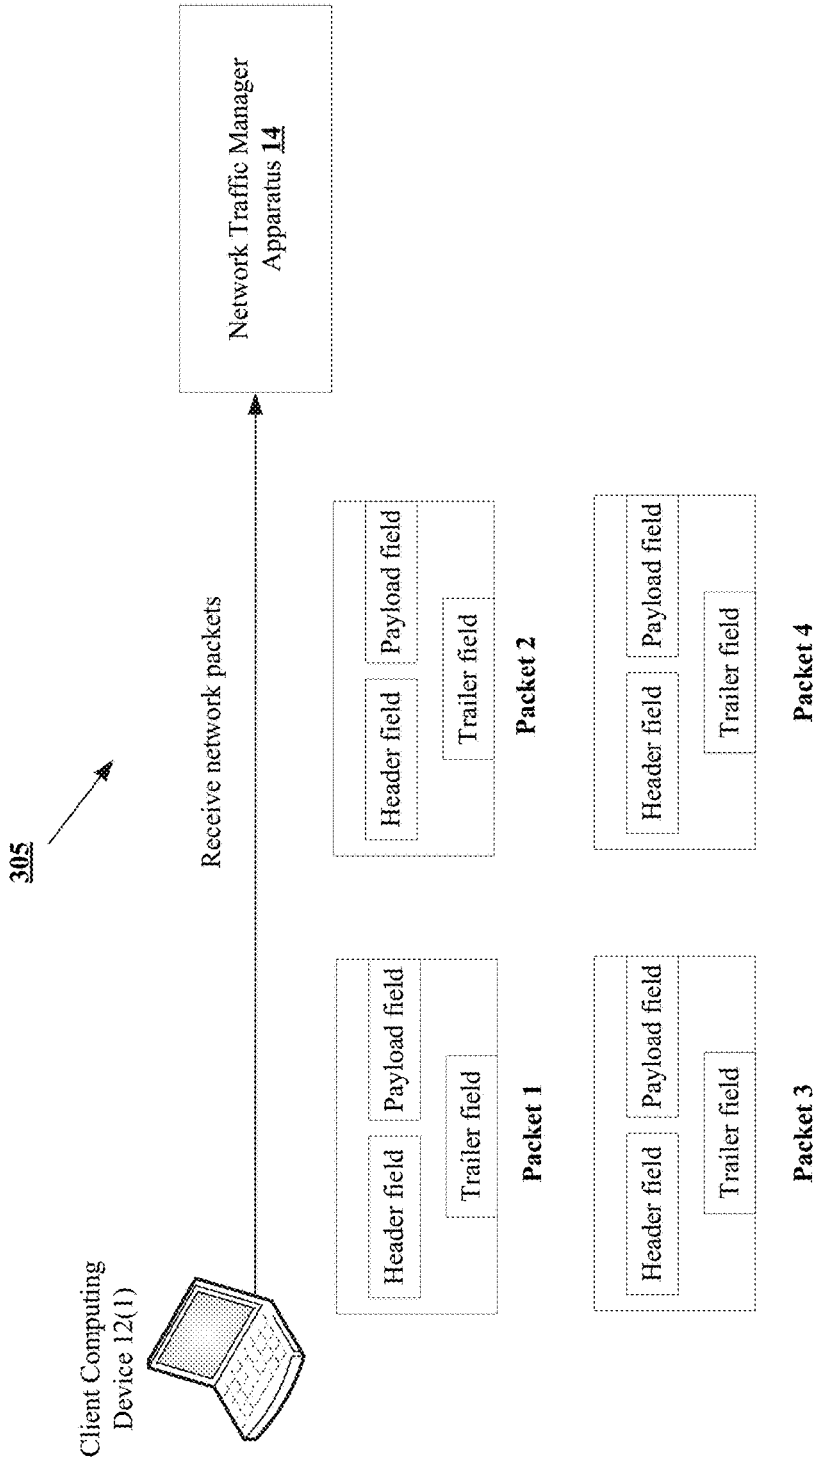 305
Client Computing
Device 12(1)
Receive network packets
Network Traffic Manager
Apparatus 14
Header field
Payload field
Trailer field
Packet 1
Header field
Payload field
Trailer field
Packet 2
Header field
Payload field
Trailer field
Packet 3
Header field
Payload field
Trailer field
Packet 4